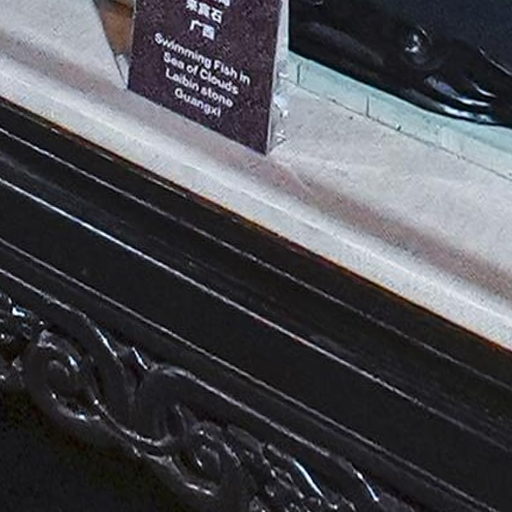 来宾石
广西
Swimming Fish in
Sea of Clouds
Laibin stone
Guangxi